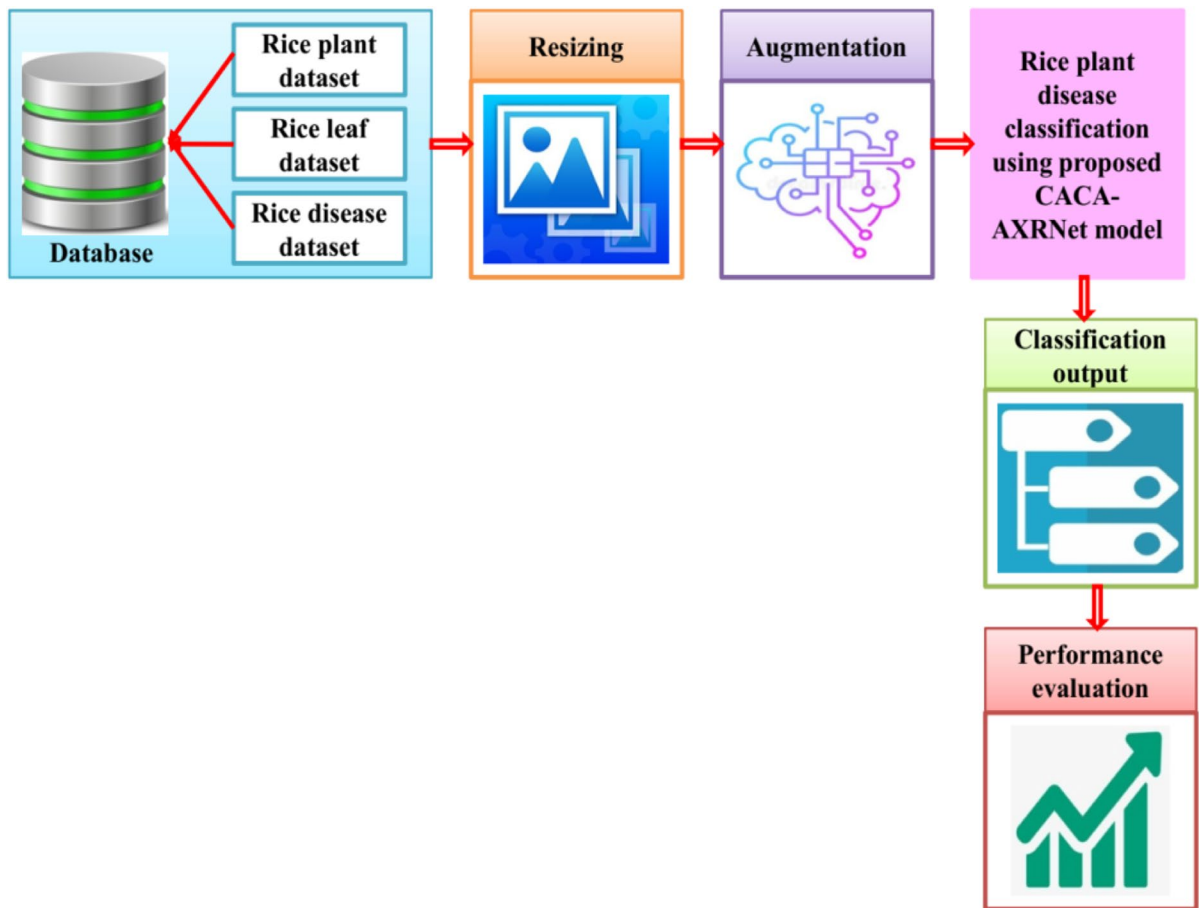 Rice plant
dataset
Rice leaf
dataset
Rice disease
dataset
Database
Resizing
Augmentation
Rice plant
disease
classification
using proposed
CACA-
AXRNet model
Classification
output
Performance
evaluation